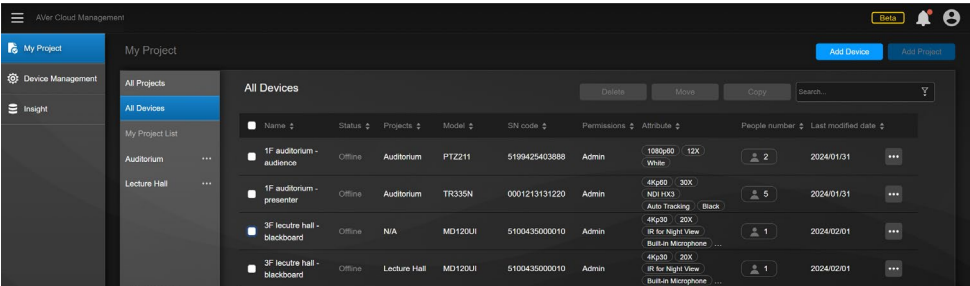 AVer Cloud Management
Beta
My Project
Device Management
Insight
My Project
Add Device
Add Project
All Projects
All Devices
My Project List
Auditorium ...
Lecture Hall ...
All Devices
Delete Move Copy Search...
Name Status Projects Model SN code Permissions Attribute People number Last modified date
1F auditorium -
audience
Offline Auditorium PTZ211 5199425403888 Admin
1080p60 12X
White
2 2024/01/31 ...
1F auditorium -
presenter
Offline Auditorium TR335N 0001213131220 Admin
4Kp60 30X
NDI HX3
Auto Tracking Black
5 2024/01/31 ...
3F lecutre hall -
blackboard
Offline N/A MD120UI 5100435000010 Admin
4Kp30 20X
IR for Night View
Built-in Microphone ...
1 2024/02/01 ...
3F lecutre hall -
blackboard
Offline Lecture Hall MD120UI 5100435000010 Admin
4Kp30 20X
IR for Night View
Built-in Microphone ...
1 2024/02/01 ...